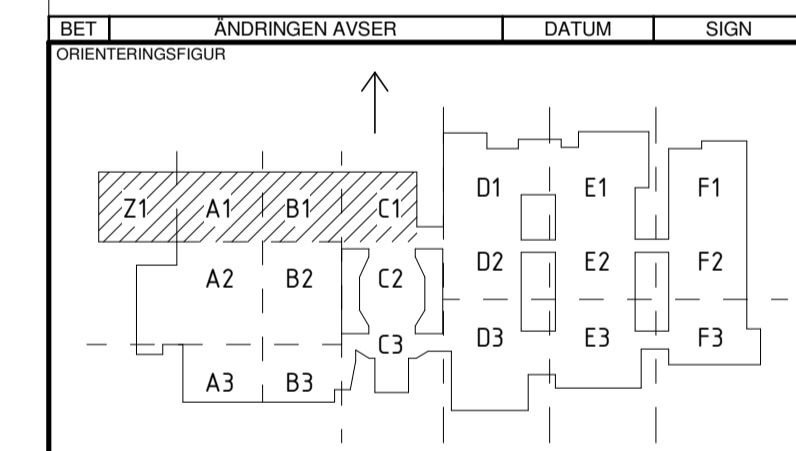 BET ÄNDRINGEN AVSER DATUM SIGN
ORIENTERINGSFIGUR
D1 E1 F1
Z1 A1 B1 C1
D2 E2 F2
A2 B2 C2
D3 E3 F3
C3
A3 B3